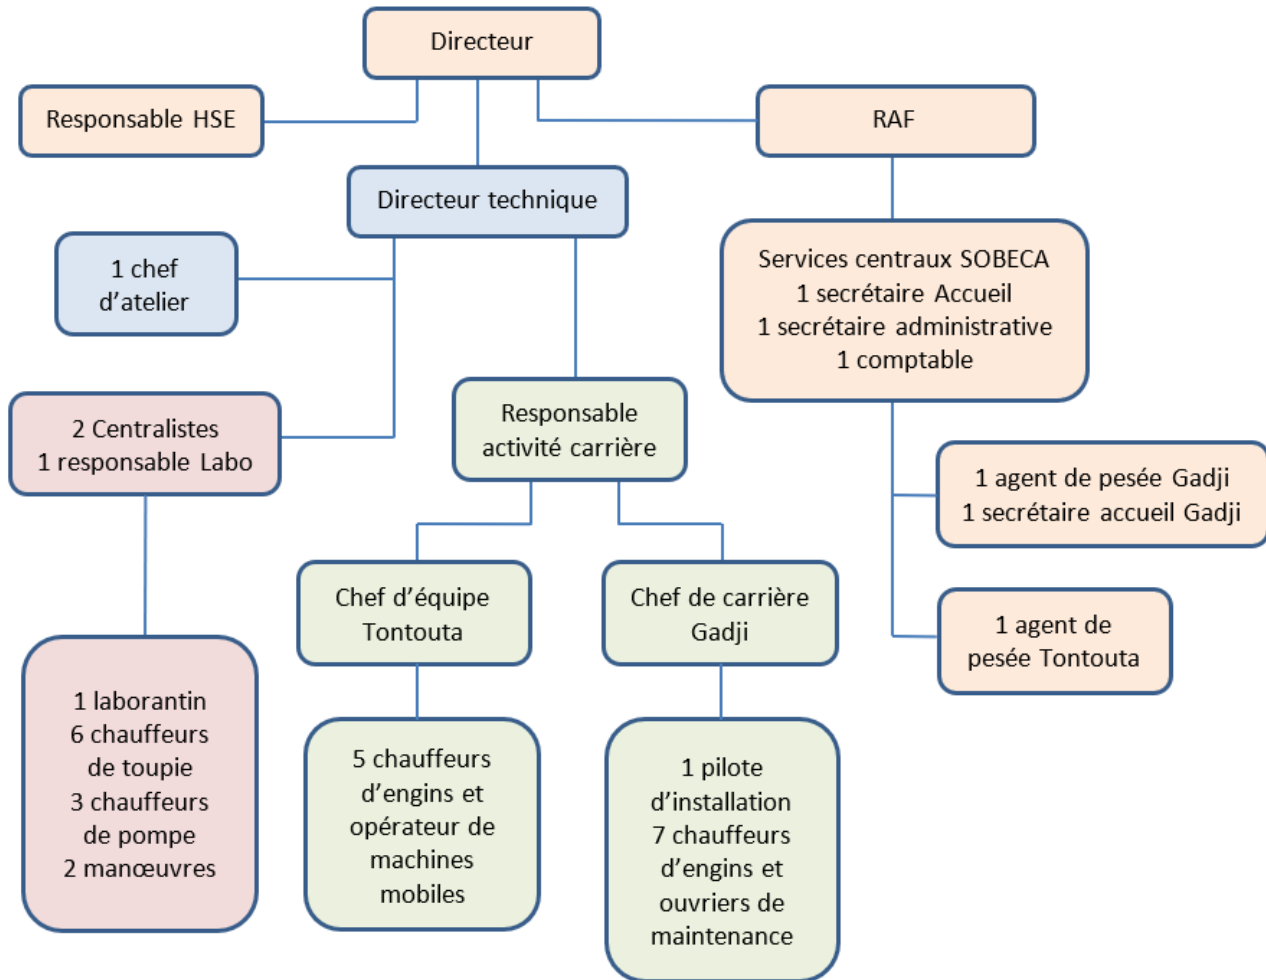 Directeur
Responsable HSE
RAF
Directeur technique
1 chef
d’atelier
Services centraux SOBECA
1 secrétaire Accueil
1 secrétaire administrative
1 comptable
2 Centralistes
1 responsable Labo
Responsable
activité carrière
1 agent de pesée Gadji
1 secrétaire accueil Gadji
Chef d’équipe
Tontouta
Chef de carrière
Gadji
1 agent de
pesée Tontouta
1 laborantin
6 chauffeurs
de toupie
3 chauffeurs
de pompe
2 manœuvres
5 chauffeurs
d’engins et
opérateur de
machines
mobiles
1 pilote
d’installation
7 chauffeurs
d’engins et
ouvriers de
maintenance